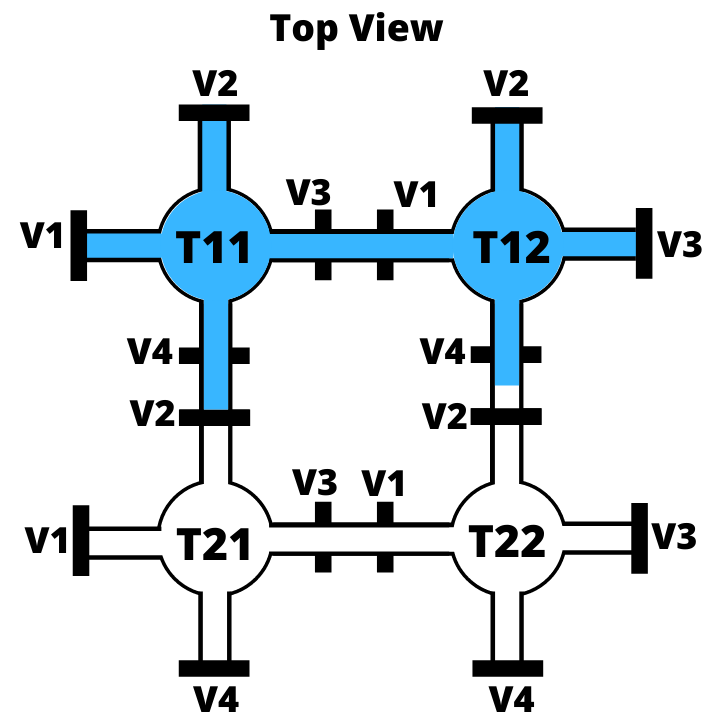 Top View
V2 V2
V3 V1
V1 T11 T12 V3
V4 V4
V2 V2
V3 V1
V1 T21 T22 V3
V4 V4